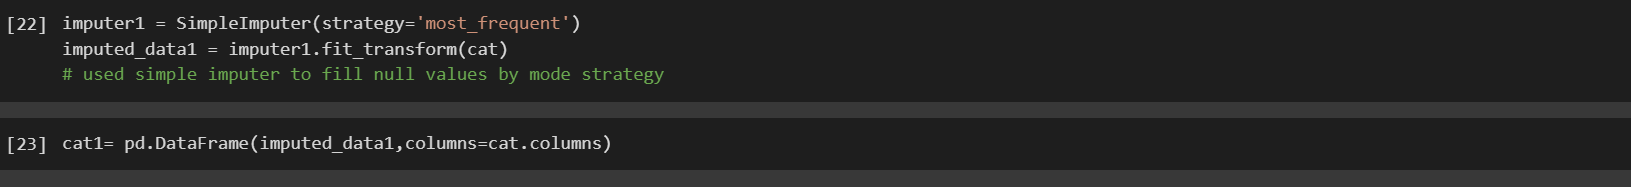 [22] imputer1 = SimpleImputer(strategy='most_frequent')
imputed_data1 = imputer1.fit_transform(cat)
# used simple imputer to fill null values by mode strategy
[23] cat1= pd.DataFrame(imputed_data1,columns=cat.columns)